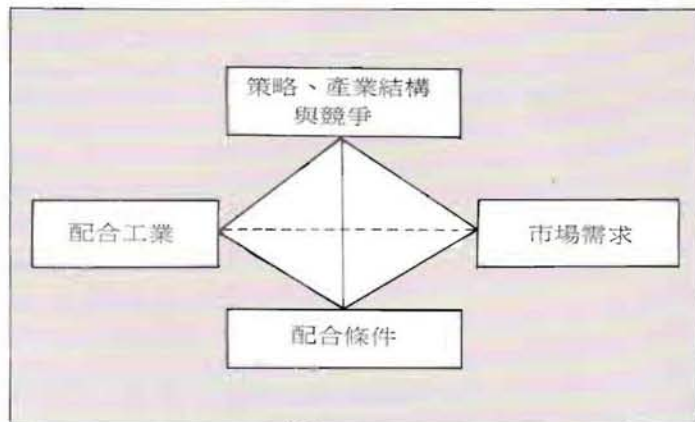 策略、產業結構
與競爭
配合工業
市場需求
配合條件